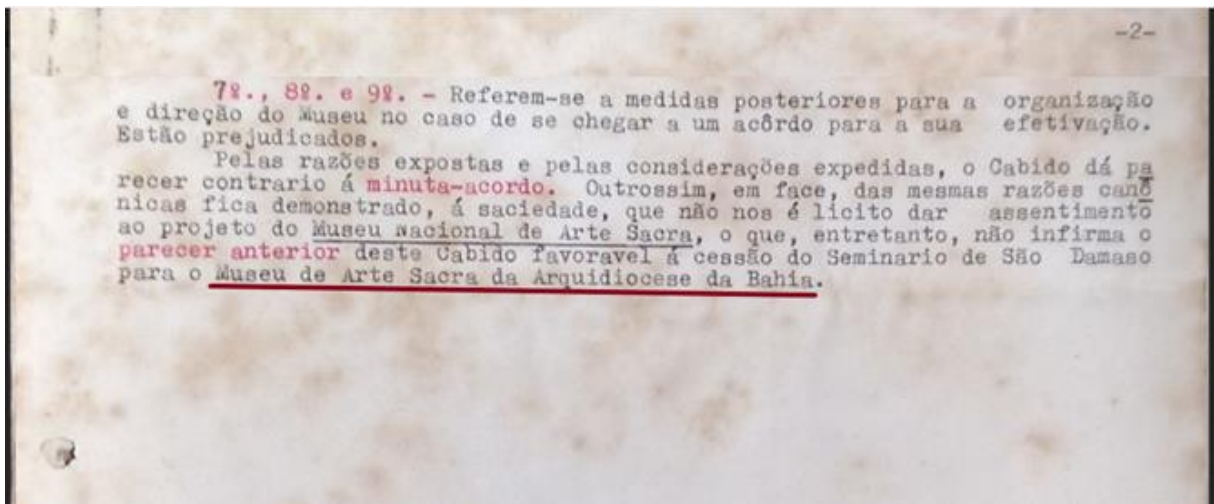 -2-
7º., 8º. e 9º. - Referem-se a medidas posteriores para a organização
e direção do Museu no caso de se chegar a um acôrdo para a sua efetivação.
Estão prejudicados.
Pelas razões expostas e pelas considerações expedidas, o Cabido dá pa
recer contrario á minuta-acordo. Outrossim, em face, das mesmas razões canô
nicas fica demonstrado, á saciedade, que não nos é licito dar assentimento
ao projeto do Museu Nacional de Arte Sacra, o que, entretanto, não infirma o
parecer anterior deste Cabido favoravel á cessão do Seminario de São Damaso
para o Museu de Arte Sacra da Arquidiocese da Bahia.